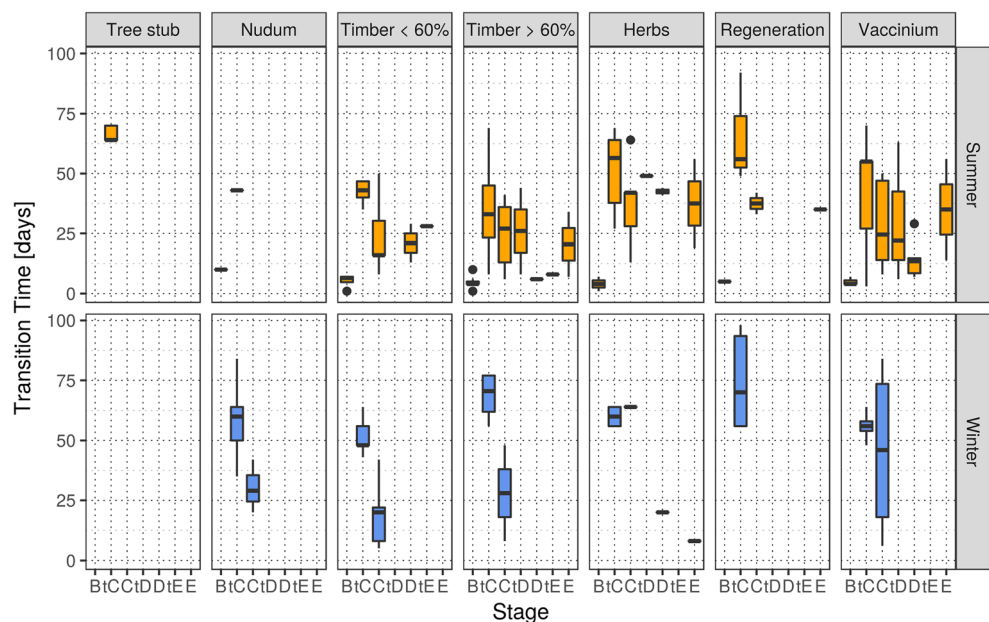 Tree stub Nudum Timber < 60% Timber > 60% Herbs Regeneration Vaccinium
100
75
50
25
0
Summer
100
75
50
25
0
Winter
Transition Time [days]
BtCCtDDtEE BtCCtDDtEE BtCCtDDtEE BtCCtDDtEE BtCCtDDtEE BtCCtDDtEE BtCCtDDtEE
Stage